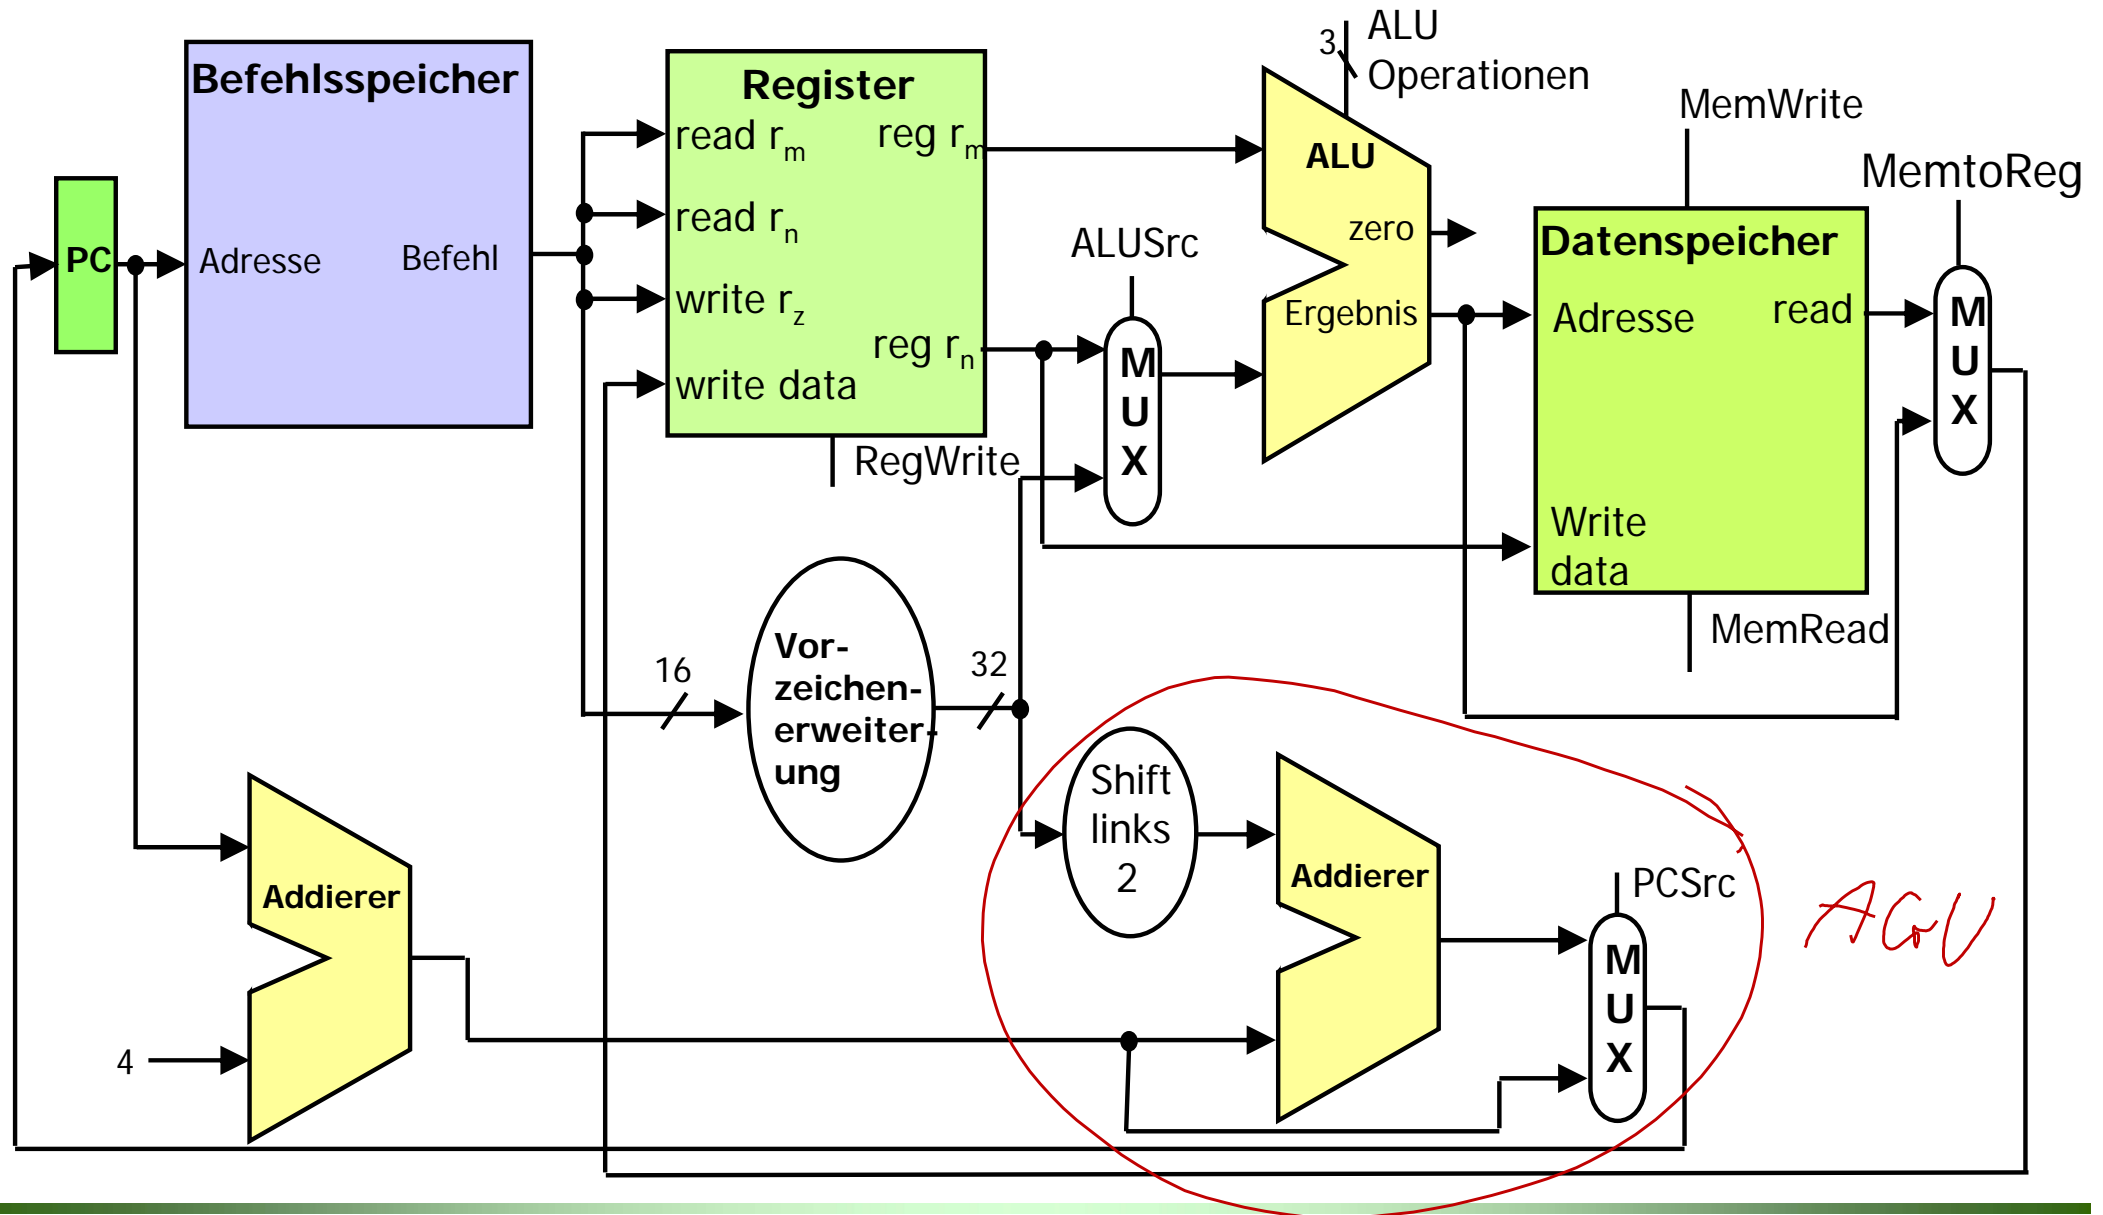 Befehlsspeicher
Adresse
Befehl
PC
Register
read rm
reg rm
read rn
write rz
reg rn
write data
RegWrite
3
ALU
Operationen
ALU
zero
Ergebnis
ALUSrc
M
U
X
MemWrite
MemtoReg
Datenspeicher
Adresse
read
Write
data
MemRead
M
U
X
16
Vor-
zeichen-
erweiter-
ung
32
Shift
links
2
Addierer
PCSrc
M
U
X
AGU
Addierer
4